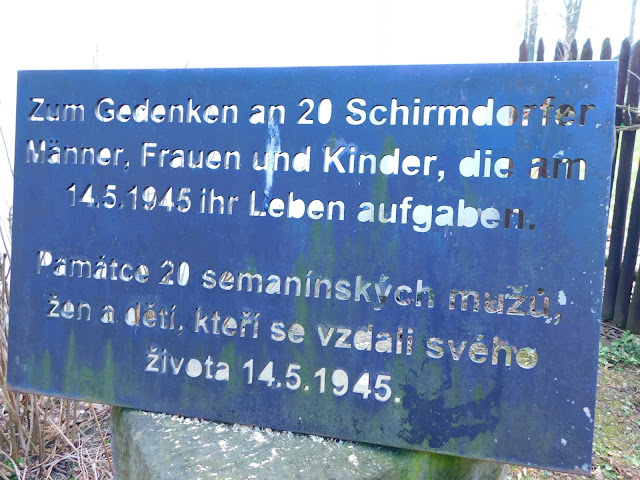 Zum Gedenken an 20 Schirmdorfer
Männer, Frauen und Kinder, die am
14.5.1945 ihr Leben aufgaben.
Památce 20 semanínských mužů,
žen a dětí, kteří se vzdali svého
života 14.5.1945.